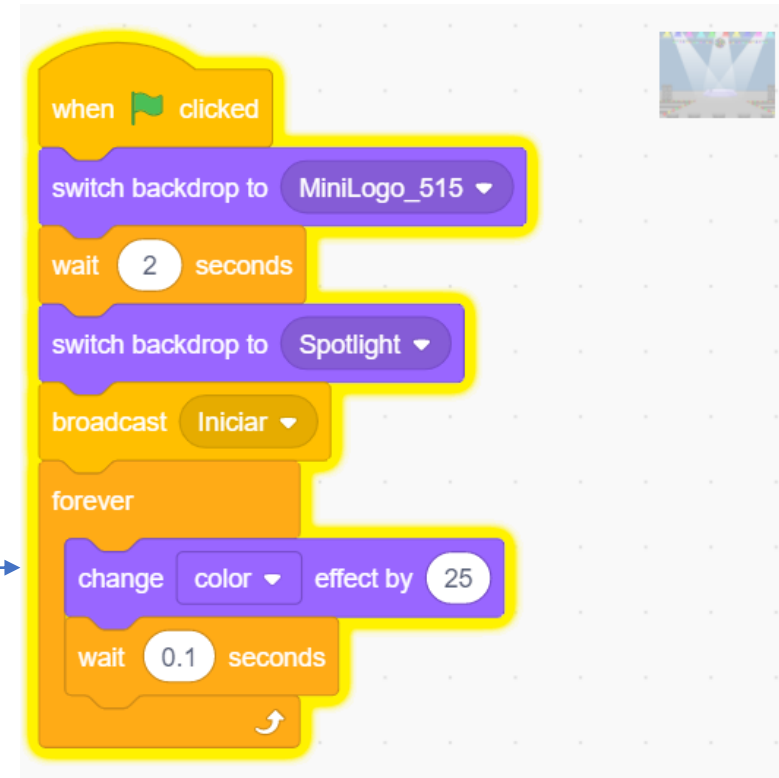 when clicked
switch backdrop to MiniLogo_515
wait 2 seconds
switch backdrop to Spotlight
broadcast Iniciar
forever
change color effect by 25
wait 0.1 seconds